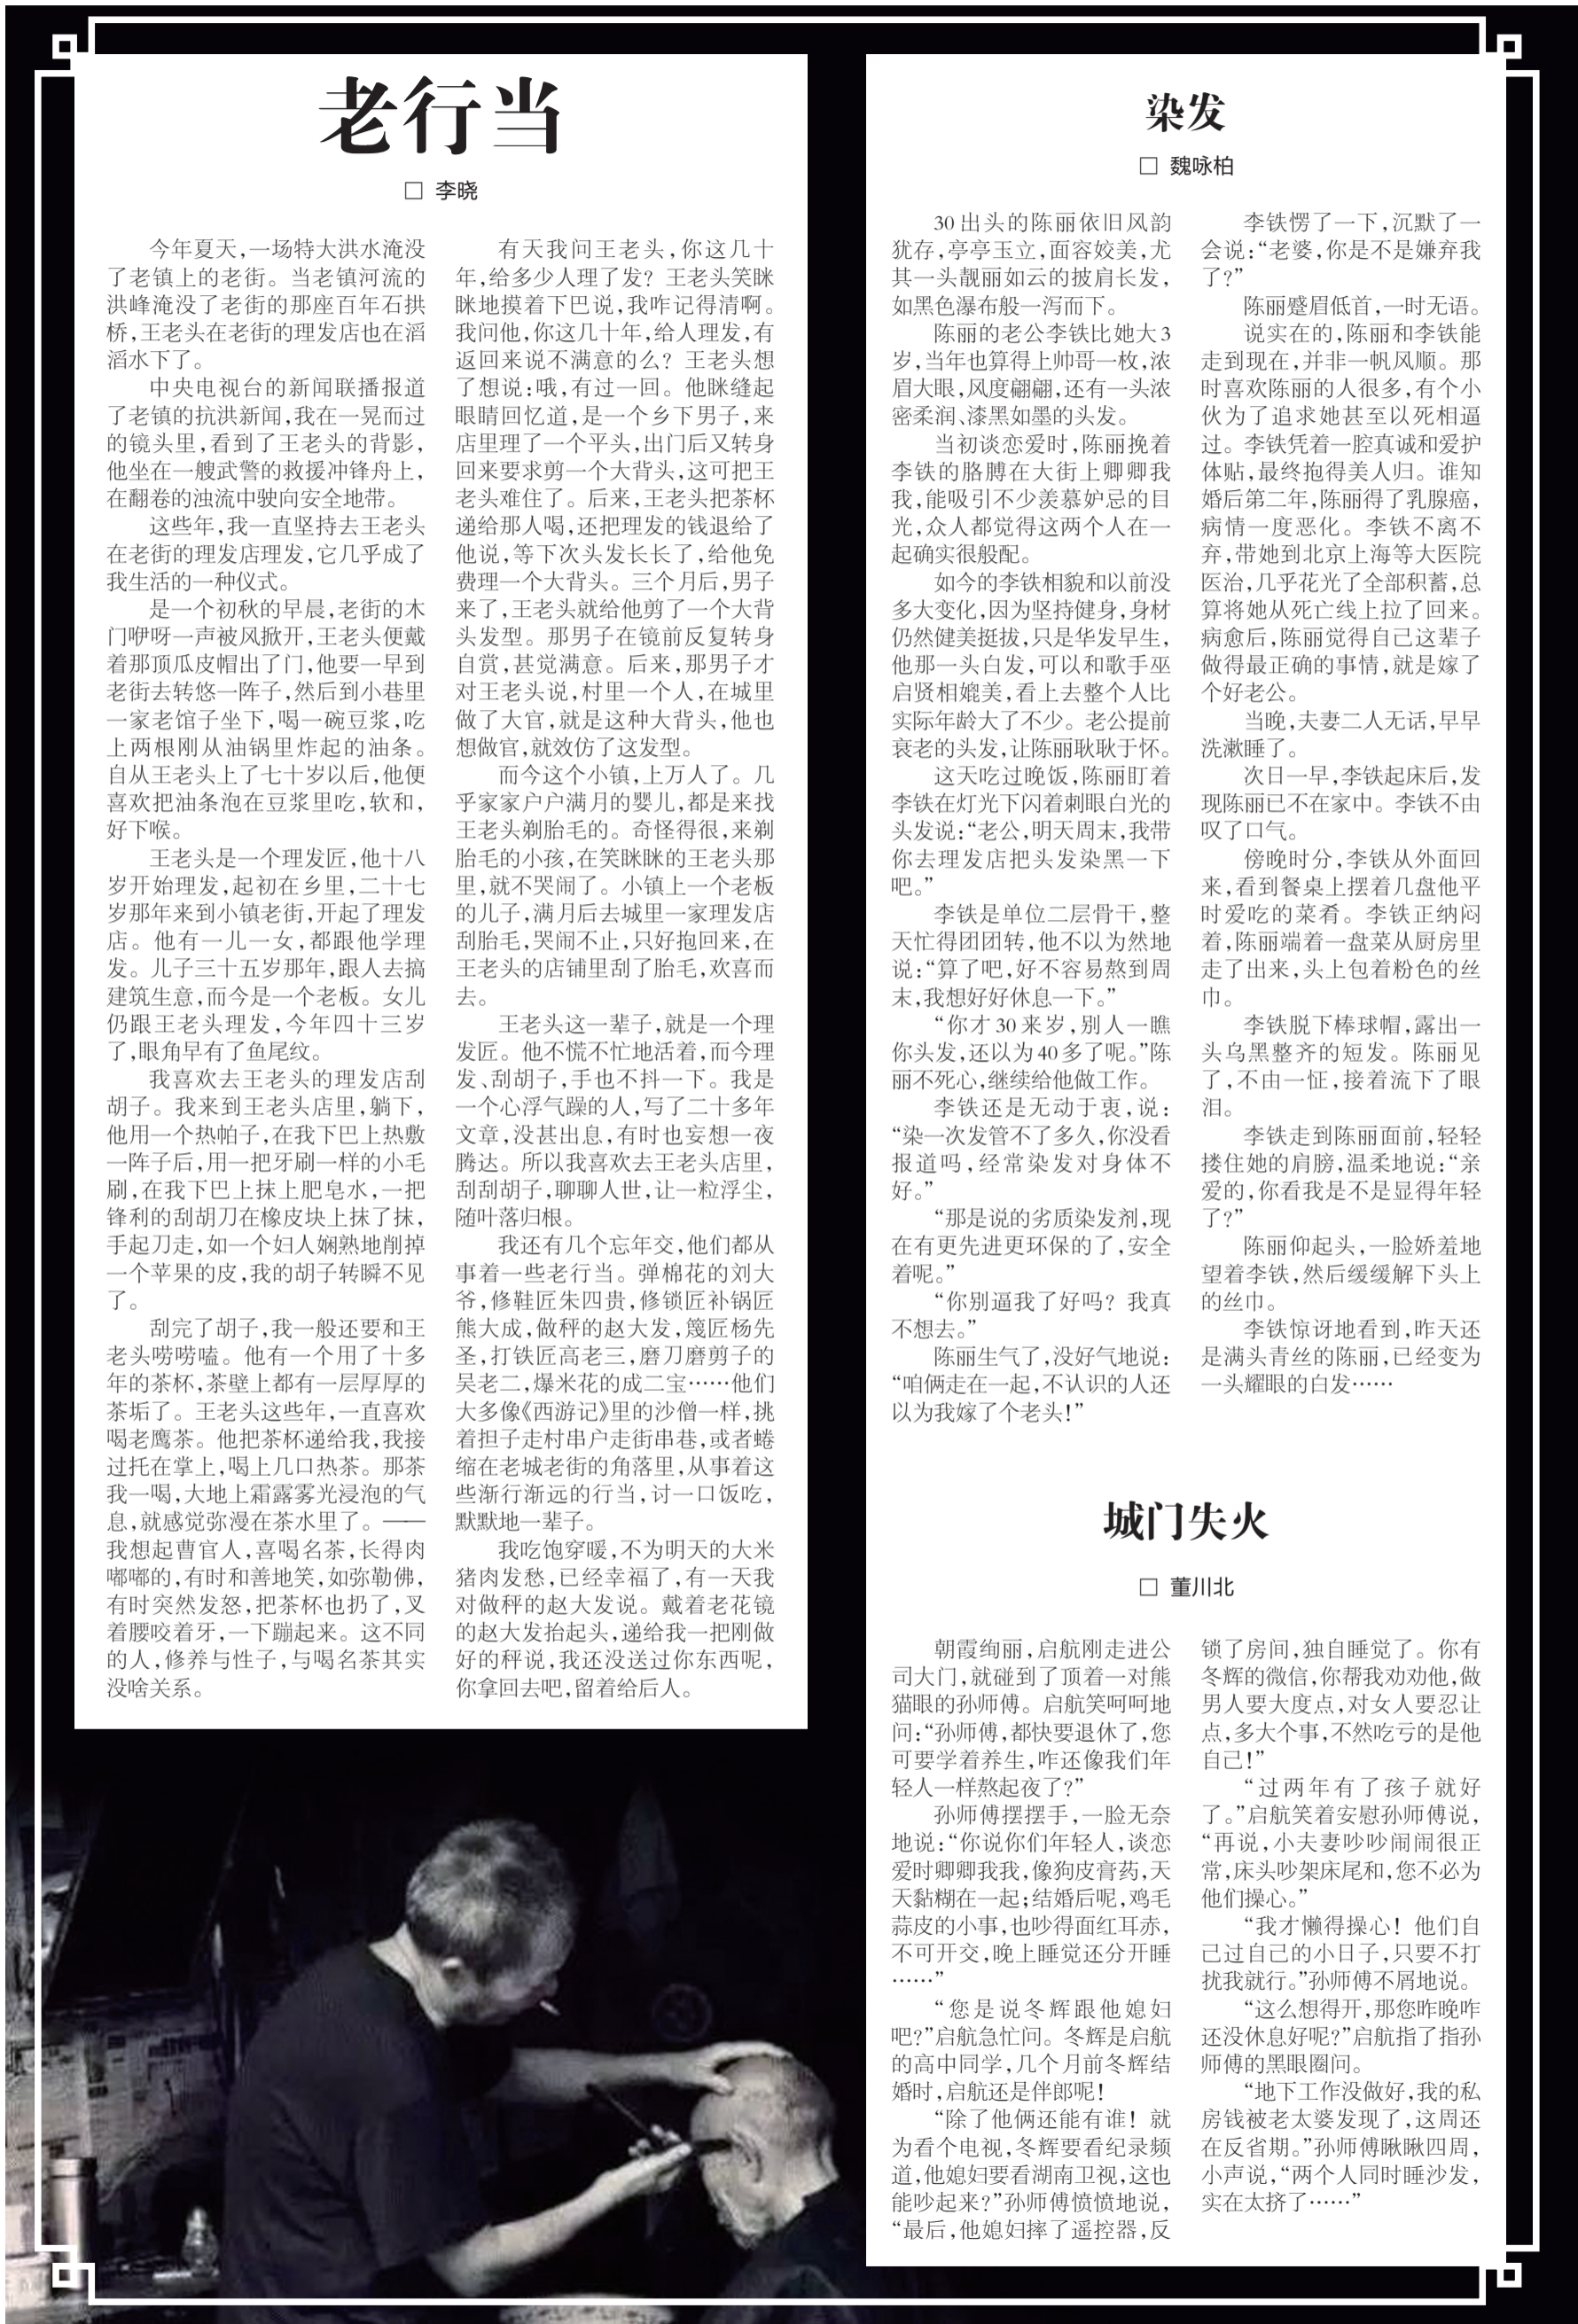 老行当
□ 李晓
今年夏天，一场特大洪水淹没
了老镇上的老街。当老镇河流的
洪峰淹没了老街的那座百年石拱
桥，王老头在老街的理发店也在滔
滔水下了。
中央电视台的新闻联播报道
了老镇的抗洪新闻，我在一晃而过
的镜头里，看到了王老头的背影，
他坐在一艘武警的救援冲锋舟上，
在翻卷的浊流中驶向安全地带。
这些年，我一直坚持去王老头
在老街的理发店理发，它几乎成了
我生活的一种仪式。
是一个初秋的早晨，老街的木
门咿呀一声被风掀开，王老头便戴
着那顶瓜皮帽出了门，他要一早到
老街去转悠一阵子，然后到小巷里
一家老馆子坐下，喝一碗豆浆，吃
上两根刚从油锅里炸起的油条。
自从王老头上了七十岁以后，他便
喜欢把油条泡在豆浆里吃，软和，
好下喉。
王老头是一个理发匠，他十八
岁开始理发，起初在乡里，二十七
岁那年来到小镇老街，开起了理发
店。他有一儿一女，都跟他学理
发。儿子三十五岁那年，跟人去搞
建筑生意，而今是一个老板。女儿
仍跟王老头理发，今年四十三岁
了，眼角早有了鱼尾纹。
我喜欢去王老头的理发店刮
胡子。我来到王老头店里，躺下，
他用一个热帕子，在我下巴上热敷
一阵子后，用一把牙刷一样的小毛
刷，在我下巴上抹上肥皂水，一把
锋利的刮胡刀在橡皮块上抹了抹，
手起刀走，如一个妇人娴熟地削掉
一个苹果的皮，我的胡子转瞬不见
了。
刮完了胡子，我一般还要和王
老头唠唠嗑。他有一个用了十多
年的茶杯，茶壁上都有一层厚厚的
茶垢了。王老头这些年，一直喜欢
喝老鹰茶。他把茶杯递给我，我接
过托在掌上，喝上几口热茶。那茶
我一喝，大地上霜露雾光浸泡的气
息，就感觉弥漫在茶水里了。——
我想起曹官人，喜喝名茶，长得肉
嘟嘟的，有时和善地笑，如弥勒佛，
有时突然发怒，把茶杯也扔了，叉
着腰咬着牙，一下蹦起来。这不同
的人，修养与性子，与喝名茶其实
没啥关系。
有天我问王老头，你这几十
年，给多少人理了发？王老头笑眯
眯地摸着下巴说，我咋记得清啊。
我问他，你这几十年，给人理发，有
返回来说不满意的么？王老头想
了想说：哦，有过一回。他眯缝起
眼睛回忆道，是一个乡下男子，来
店里理了一个平头，出门后又转身
回来要求剪一个大背头，这可把王
老头难住了。后来，王老头把茶杯
递给那人喝，还把理发的钱退给了
他说，等下次头发长长了，给他免
费理一个大背头。三个月后，男子
来了，王老头就给他剪了一个大背
头发型。那男子在镜前反复转身
自赏，甚觉满意。后来，那男子才
对王老头说，村里一个人，在城里
做了大官，就是这种大背头，他也
想做官，就效仿了这发型。
而今这个小镇，上万人了。几
乎家家户户满月的婴儿，都是来找
王老头剃胎毛的。奇怪得很，来剃
胎毛的小孩，在笑眯眯的王老头那
里，就不哭闹了。小镇上一个老板
的儿子，满月后去城里一家理发店
刮胎毛，哭闹不止，只好抱回来，在
王老头的店铺里刮了胎毛，欢喜而
去。
王老头这一辈子，就是一个理
发匠。他不慌不忙地活着，而今理
发、刮胡子，手也不抖一下。我是
一个心浮气躁的人，写了二十多年
文章，没甚出息，有时也妄想一夜
腾达。所以我喜欢去王老头店里，
刮刮胡子，聊聊人世，让一粒浮尘，
随叶落归根。
我还有几个忘年交，他们都从
事着一些老行当。弹棉花的刘大
爷，修鞋匠朱四贵，修锁匠补锅匠
熊大成，做秤的赵大发，篾匠杨先
圣，打铁匠高老三，磨刀磨剪子的
吴老二，爆米花的成二宝……他们
大多像《西游记》里的沙僧一样，挑
着担子走村串户走街串巷，或者蜷
缩在老城老街的角落里，从事着这
些渐行渐远的行当，讨一口饭吃，
默默地一辈子。
我吃饱穿暖，不为明天的大米
猪肉发愁，已经幸福了，有一天我
对做秤的赵大发说。戴着老花镜
的赵大发抬起头，递给我一把刚做
好的秤说，我还没送过你东西呢，
你拿回去吧，留着给后人。
染发
□ 魏咏柏
30出头的陈丽依旧风韵
犹存，亭亭玉立，面容姣美，尤
其一头靓丽如云的披肩长发，
如黑色瀑布般一泻而下。
陈丽的老公李铁比她大3
岁，当年也算得上帅哥一枚，浓
眉大眼，风度翩翩，还有一头浓
密柔润、漆黑如墨的头发。
当初谈恋爱时，陈丽挽着
李铁的胳膊在大街上卿卿我
我，能吸引不少羡慕妒忌的目
光，众人都觉得这两个人在一
起确实很般配。
如今的李铁相貌和以前没
多大变化，因为坚持健身，身材
仍然健美挺拔，只是华发早生，
他那一头白发，可以和歌手巫
启贤相媲美，看上去整个人比
实际年龄大了不少。老公提前
衰老的头发，让陈丽耿耿于怀。
这天吃过晚饭，陈丽盯着
李铁在灯光下闪着刺眼白光的
头发说：“老公，明天周末，我带
你去理发店把头发染黑一下
吧。”
李铁是单位二层骨干，整
天忙得团团转，他不以为然地
说：“算了吧，好不容易熬到周
末，我想好好休息一下。”
“你才30来岁，别人一瞧
你头发，还以为40多了呢。”陈
丽不死心，继续给他做工作。
李铁还是无动于衷，说：
“染一次发管不了多久，你没看
报道吗，经常染发对身体不
好。”
“那是说的劣质染发剂，现
在有更先进更环保的了，安全
着呢。”
“你别逼我了好吗？我真
不想去。”
陈丽生气了，没好气地说：
“咱俩走在一起，不认识的人还
以为我嫁了个老头！”
李铁愣了一下，沉默了一
会说：“老婆，你是不是嫌弃我
了？”
陈丽蹙眉低首，一时无语。
说实在的，陈丽和李铁能
走到现在，并非一帆风顺。那
时喜欢陈丽的人很多，有个小
伙为了追求她甚至以死相逼
过。李铁凭着一腔真诚和爱护
体贴，最终抱得美人归。谁知
婚后第二年，陈丽得了乳腺癌，
病情一度恶化。李铁不离不
弃，带她到北京上海等大医院
医治，几乎花光了全部积蓄，总
算将她从死亡线上拉了回来。
病愈后，陈丽觉得自己这辈子
做得最正确的事情，就是嫁了
个好老公。
当晚，夫妻二人无话，早早
洗漱睡了。
次日一早，李铁起床后，发
现陈丽已不在家中。李铁不由
叹了口气。
傍晚时分，李铁从外面回
来，看到餐桌上摆着几盘他平
时爱吃的菜肴。李铁正纳闷
着，陈丽端着一盘菜从厨房里
走了出来，头上包着粉色的丝
巾。
李铁脱下棒球帽，露出一
头乌黑整齐的短发。陈丽见
了，不由一怔，接着流下了眼
泪。
李铁走到陈丽面前，轻轻
搂住她的肩膀，温柔地说：“亲
爱的，你看我是不是显得年轻
了？”
陈丽仰起头，一脸娇羞地
望着李铁，然后缓缓解下头上
的丝巾。
李铁惊讶地看到，昨天还
是满头青丝的陈丽，已经变为
一头耀眼的白发……
城门失火
□ 董川北
朝霞绚丽，启航刚走进公
司大门，就碰到了顶着一对熊
猫眼的孙师傅。启航笑呵呵地
问：“孙师傅，都快要退休了，您
可要学着养生，咋还像我们年
轻人一样熬起夜了？”
孙师傅摆摆手，一脸无奈
地说：“你说你们年轻人，谈恋
爱时卿卿我我，像狗皮膏药，天
天黏糊在一起；结婚后呢，鸡毛
蒜皮的小事，也吵得面红耳赤，
不可开交，晚上睡觉还分开睡
……”
“您是说冬辉跟他媳妇
吧？”启航急忙问。冬辉是启航
的高中同学，几个月前冬辉结
婚时，启航还是伴郎呢！
“除了他俩还能有谁！就
为看个电视，冬辉要看纪录频
道，他媳妇要看湖南卫视，这也
能吵起来？”孙师傅愤愤地说，
“最后，他媳妇摔了遥控器，反
锁了房间，独自睡觉了。你有
冬辉的微信，你帮我劝劝他，做
男人要大度点，对女人要忍让
点，多大个事，不然吃亏的是他
自己！”
“过两年有了孩子就好
了。”启航笑着安慰孙师傅说，
“再说，小夫妻吵吵闹闹很正
常，床头吵架床尾和，您不必为
他们操心。”
“我才懒得操心！他们自
己过自己的小日子，只要不打
扰我就行。”孙师傅不屑地说。
“这么想得开，那您昨晚咋
还没休息好呢？”启航指了指孙
师傅的黑眼圈问。
“地下工作没做好，我的私
房钱被老太婆发现了，这周还
在反省期。”孙师傅瞅瞅四周，
小声说，“两个人同时睡沙发，
实在太挤了……”